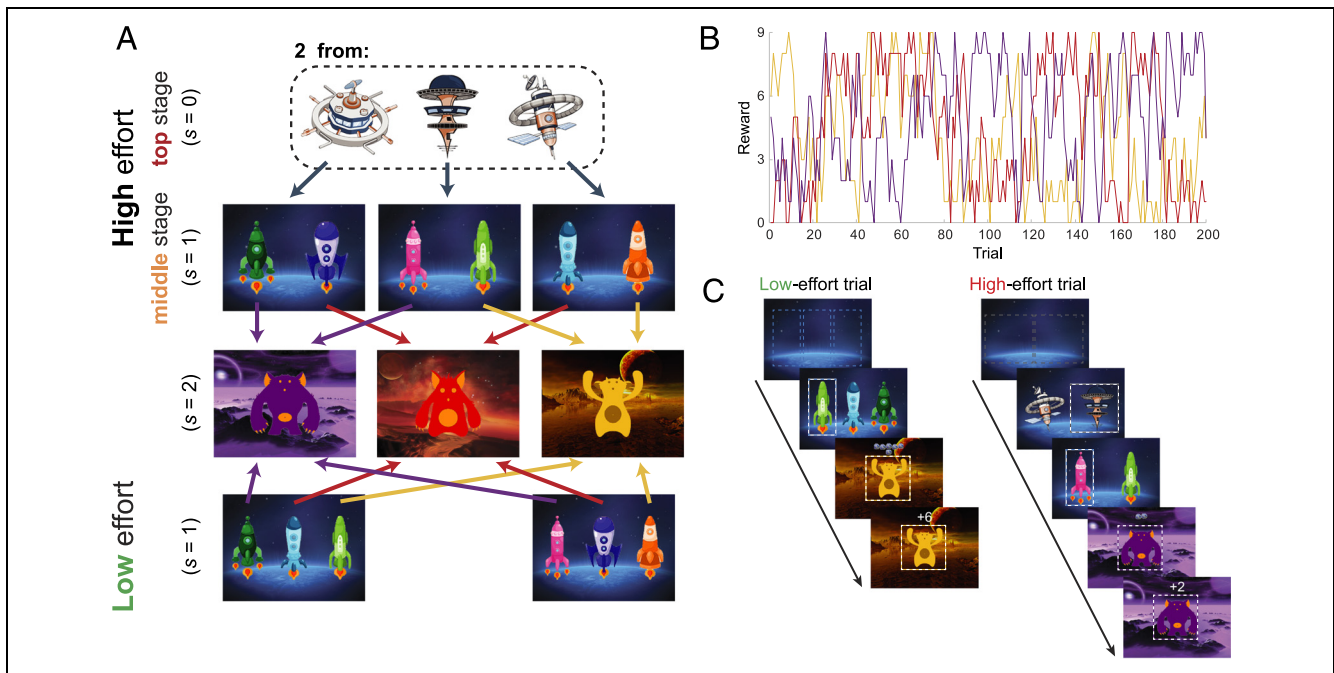 A
2 from:
High effort
top stage
(s = 0)
middle stage
(s = 1)
(s = 2)
Low effort
(s = 1)
B
Reward
9
6
3
0
0 20 40 60 80 100 120 140 160 180 200
Trial
C
Low-effort trial
High-effort trial
+6
+2